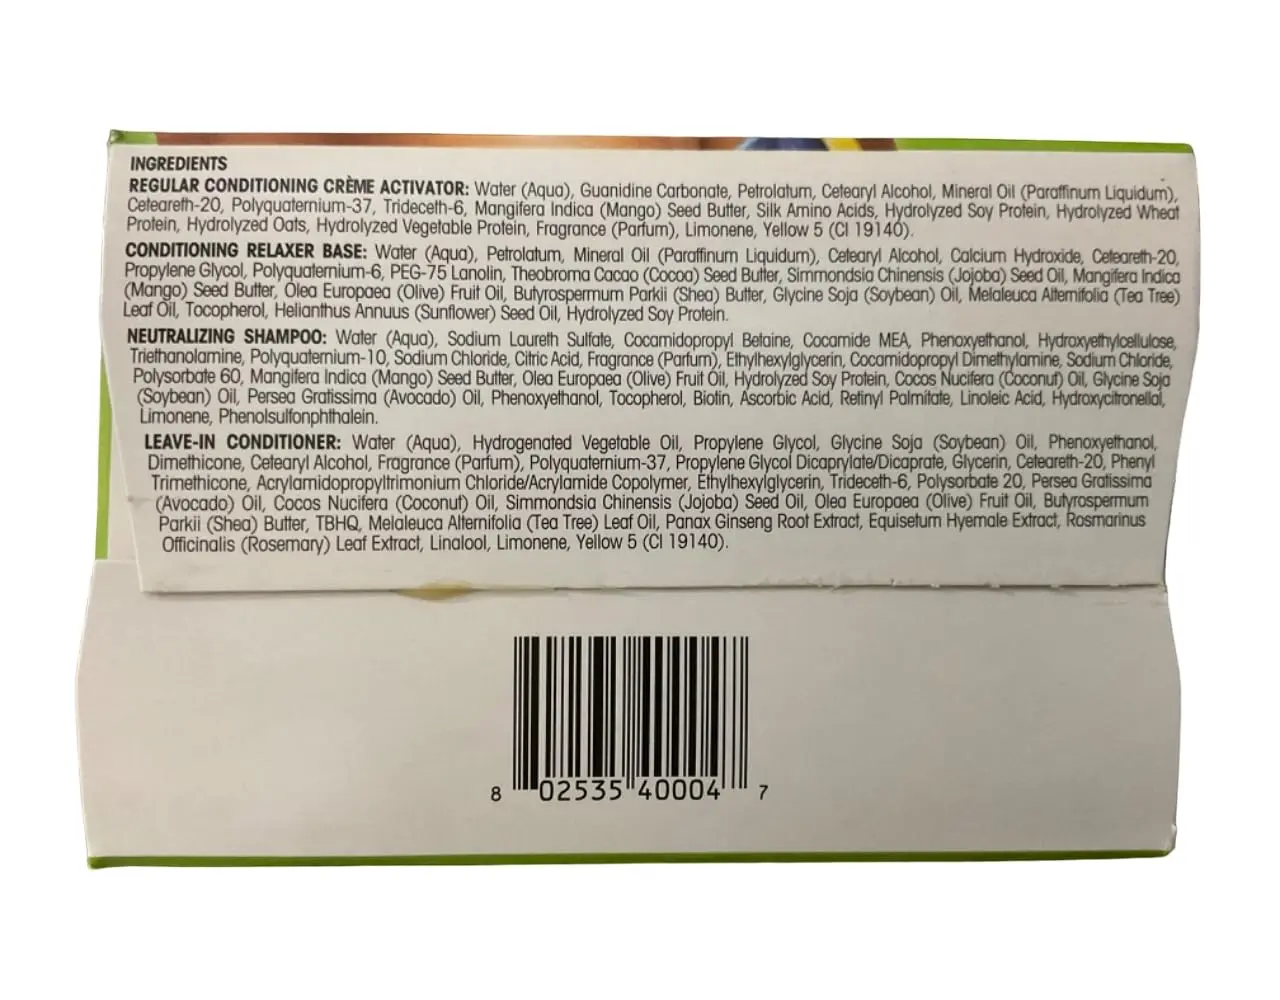 INGREDIENTS
REGULAR CONDITIONING CRÈME ACTIVATOR: Water (Aqua), Guanidine Carbonate, Petrolatum, Cetearyl Alcohol, Mineral Oil (Paraffinum Liquidum),
Ceteareth-20, Polyquaternium-37, Trideceth-6, Mangifera Indica (Mango) Seed Butter, Silk Amino Acids, Hydrolyzed Soy Protein, Hydrolyzed Wheat
Protein, Hydrolyzed Oats, Hydrolyzed Vegetable Protein, Fragrance (Parfum), Limonene, Yellow 5 (CI 19140).
CONDITIONING RELAXER BASE: Water (Aqua), Petrolatum, Mineral Oil (Paraffinum Liquidum), Cetearyl Alcohol, Calcium Hydroxide, Ceteareth-20,
Propylene Glycol, Polyquaternium-6, PEG-75 Lanolin, Theobroma Cacao (Cocoa) Seed Butter, Simmondsia Chinensis (Jojoba) Seed Oil, Mangifera Indica
(Mango) Seed Butter, Olea Europaea (Olive) Fruit Oil, Butyrospermum Parkii (Shea) Butter, Glycine Soja (Soybean) Oil, Melaleuca Alternifolia (Tea Tree)
Leaf Oil, Tocopherol, Helianthus Annuus (Sunflower) Seed Oil, Hydrolyzed Soy Protein.
NEUTRALIZING SHAMPOO: Water (Aqua), Sodium Laureth Sulfate, Cocamidopropyl Betaine, Cocamide MEA, Phenoxyethanol, Hydroxyethylcellulose,
Triethanolamine, Polyquaternium-10, Sodium Chloride, Citric Acid, Fragrance (Parfum), Ethylhexylglycerin, Cocamidopropyl Dimethylamine, Sodium Chloride,
Polysorbate 60, Mangifera Indica (Mango) Seed Butter, Olea Europaea (Olive) Fruit Oil, Hydrolyzed Soy Protein, Cocos Nucifera (Coconut) Oil, Glycine Soja
(Soybean) Oil, Persea Gratissima (Avocado) Oil, Phenoxyethanol, Tocopherol, Biotin, Ascorbic Acid, Retinyl Palmitate, Linoleic Acid, Hydroxycitronellal,
Limonene, Phenolsulfonphthalein.
LEAVE-IN CONDITIONER: Water (Aqua), Hydrogenated Vegetable Oil, Propylene Glycol, Glycine Soja (Soybean) Oil, Phenoxyethanol,
Dimethicone, Cetearyl Alcohol, Fragrance (Parfum), Polyquaternium-37, Propylene Glycol Dicaprylate/Dicaprate, Glycerin, Ceteareth-20, Phenyl
Trimethicone, Acrylamidopropyltrimonium Chloride/Acrylamide Copolymer, Ethylhexylglycerin, Trideceth-6, Polysorbate 20, Persea Gratissima
(Avocado) Oil, Cocos Nucifera (Coconut) Oil, Simmondsia Chinensis (Jojoba) Seed Oil, Olea Europaea (Olive) Fruit Oil, Butyrospermum
Parkii (Shea) Butter, TBHQ, Melaleuca Alternifolia (Tea Tree) Leaf Oil, Panax Ginseng Root Extract, Equisetum Hyemale Extract, Rosmarinus
Officinalis (Rosemary) Leaf Extract, Linalool, Limonene, Yellow 5 (CI 19140).
8 02535 40004 7